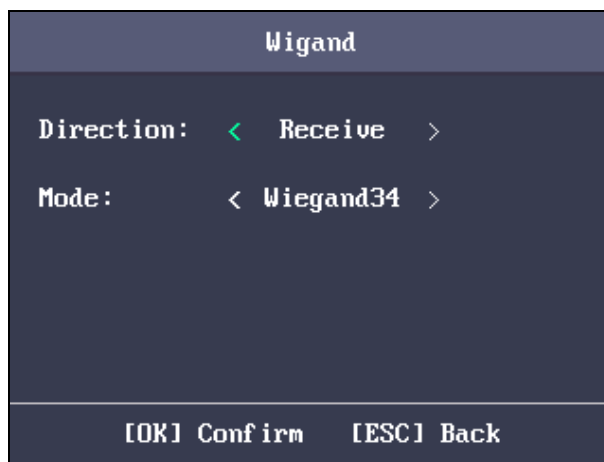 Wigand
Direction: < Receive >
Mode: < Wiegand34 >
[OK] Confirm [ESC] Back